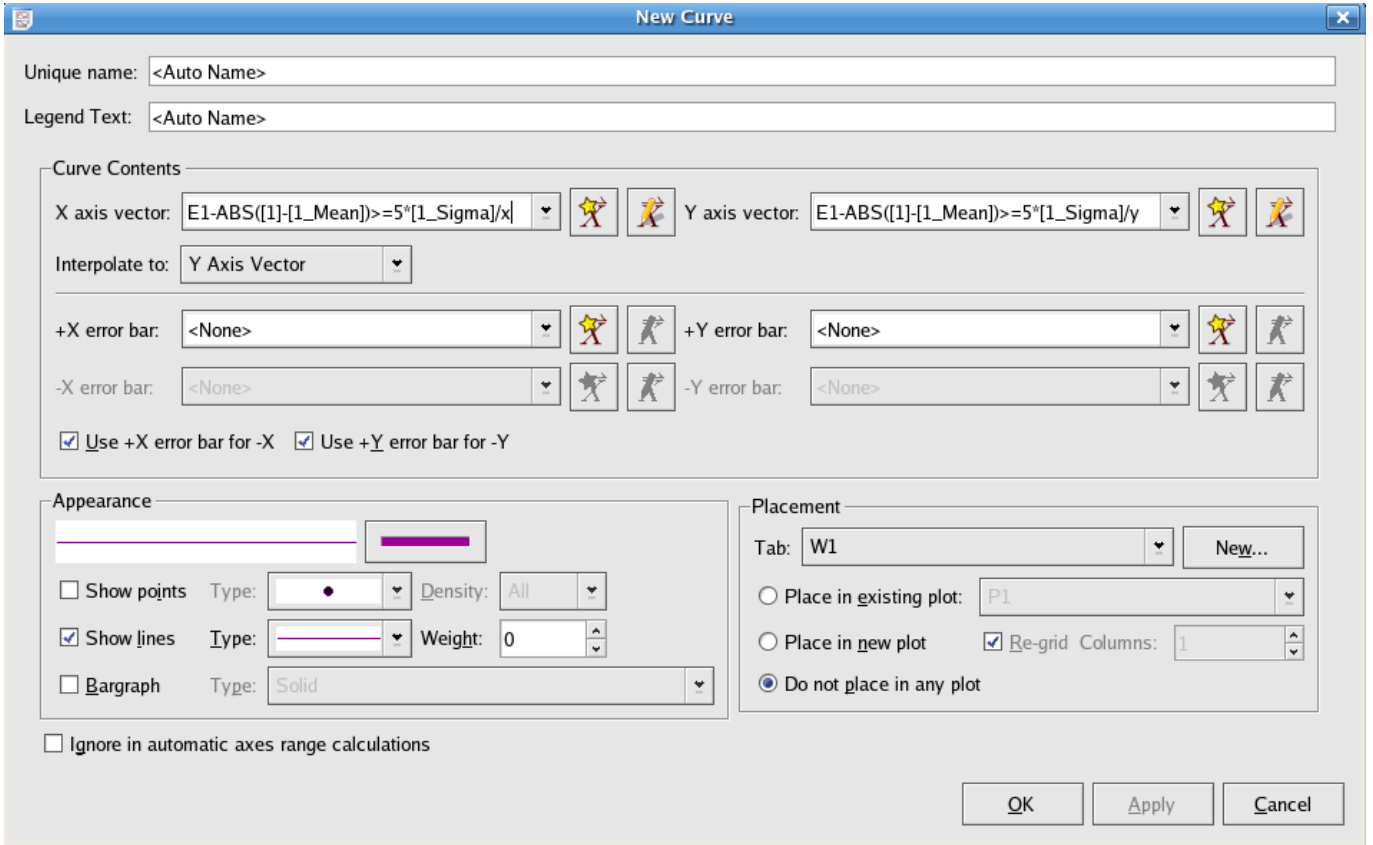 New Curve
Unique name: <Auto Name>
Legend Text: <Auto Name>
Curve Contents
X axis vector: E1-ABS([1]-[1_Mean])>=5*[1_Sigma]/x Y axis vector: E1-ABS([1]-[1_Mean])>=5*[1_Sigma]/y
Interpolate to: Y Axis Vector
+X error bar: <None> +Y error bar: <None>
-X error bar: <None> -Y error bar: <None>
Use +X error bar for -X Use +Y error bar for -Y
Appearance
Placement
Tab: W1 New...
Show points Type: Density: All
Place in existing plot: P1
Show lines Type: Weight: 0
Place in new plot Re-grid Columns: 1
Bargraph Type: Solid
Do not place in any plot
Ignore in automatic axes range calculations
OK Apply Cancel